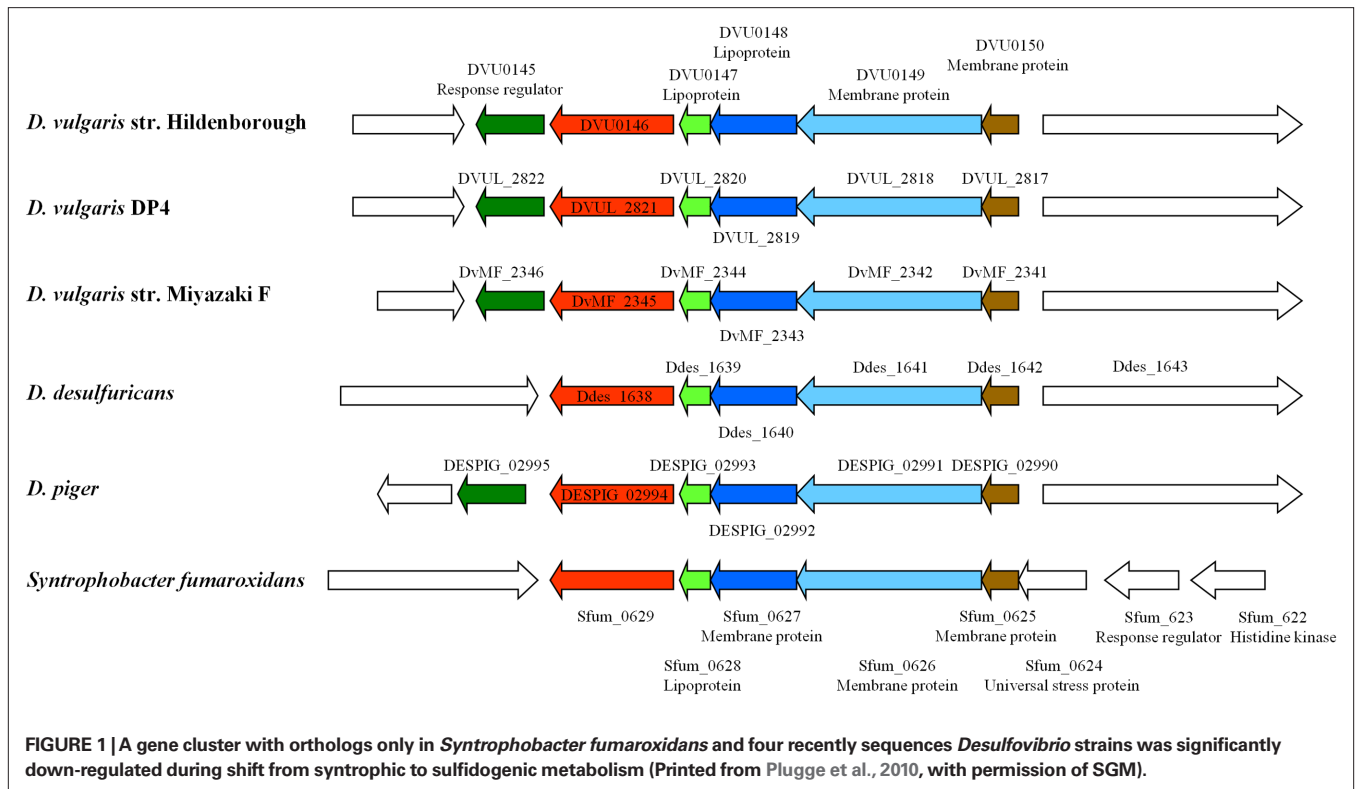 DVU0148
Lipoprotein
DVU0150
Membrane protein
DVU0145
Response regulator
DVU0147
Lipoprotein
DVU0149
Membrane protein
D. vulgaris str. Hildenborough
DVU0146
DVUL_2822
DVUL_2820
DVUL_2818
DVUL_2817
D. vulgaris DP4
DVUL_2821
DVUL_2819
DvMF_2346
DvMF_2344
DvMF_2342
DvMF_2341
D. vulgaris str. Miyazaki F
DvMF_2345
DvMF_2343
Ddes_1639
Ddes_1641
Ddes_1642
Ddes_1643
D. desulfuricans
Ddes_1638
Ddes_1640
DESPIG_02995
DESPIG_02993
DESPIG_02991
DESPIG_02990
D. piger
DESPIG_02994
DESPIG_02992
Syntrophobacter fumaroxidans
Sfum_0629
Sfum_0627
Membrane protein
Sfum_0625
Membrane protein
Sfum_623
Response regulator
Sfum_622
Histidine kinase
Sfum_0628
Lipoprotein
Sfum_0626
Membrane protein
Sfum_0624
Universal stress protein
FIGURE 1 | A gene cluster with orthologs only in Syntrophobacter fumaroxidans and four recently sequences Desulfovibrio strains was significantly
down-regulated during shift from syntrophic to sulfidogenic metabolism (Printed from Plugge et al., 2010, with permission of SGM).